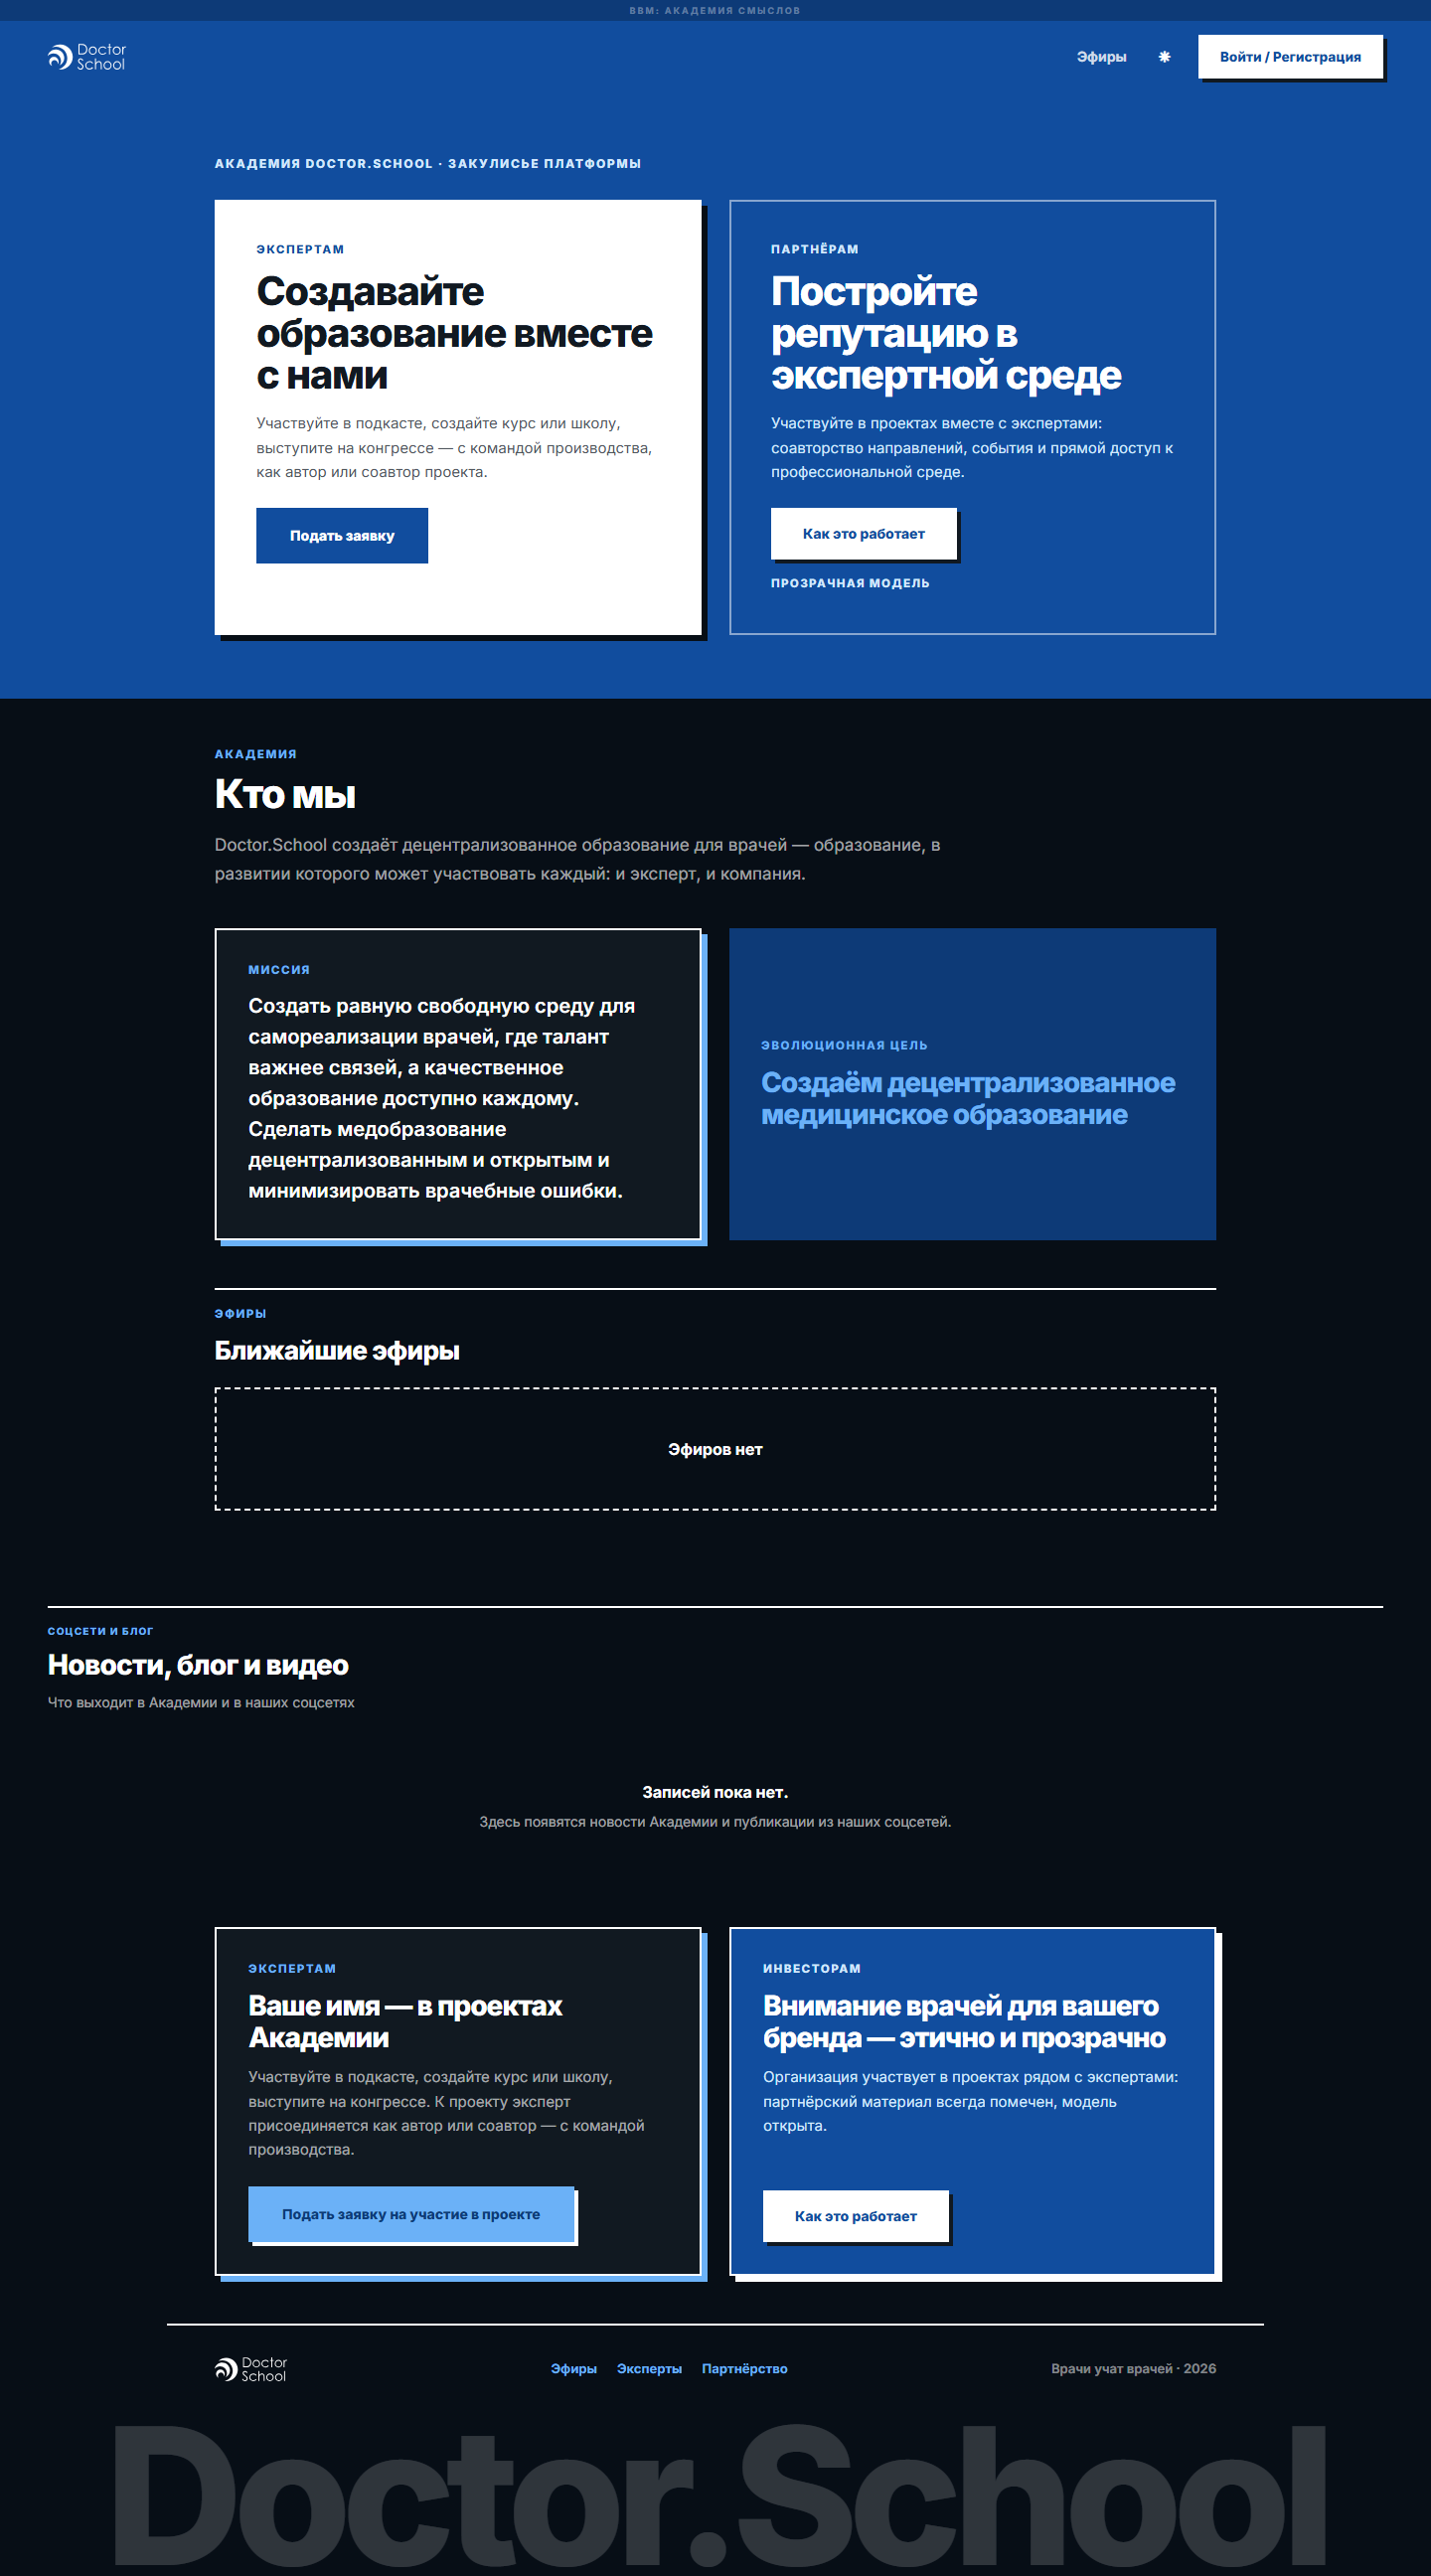 ВВМ: АКАДЕМИЯ СМЫСЛОВ
Doctor
School
Эфиры
Войти / Регистрация
АКАДЕМИЯ DOCTOR.SCHOOL · ЗАКУЛИСЬЕ ПЛАТФОРМЫ
ЭКСПЕРТАМ
Создавайте
образование вместе
с нами
Участвуйте в подкасте, создайте курс или школу,
выступите на конгрессе — с командой производства,
как автор или соавтор проекта.
Подать заявку
ПАРТНЁРАМ
Постройте
репутацию в
экспертной среде
Участвуйте в проектах вместе с экспертами:
соавторство направлений, события и прямой доступ к
профессиональной среде.
Как это работает
ПРОЗРАЧНАЯ МОДЕЛЬ
АКАДЕМИЯ
Кто мы
Doctor.School создаёт децентрализованное образование для врачей — образование, в
развитии которого может участвовать каждый: и эксперт, и компания.
МИССИЯ
Создать равную свободную среду для
самореализации врачей, где талант
важнее связей, а качественное
образование доступно каждому.
Сделать медобразование
децентрализованным и открытым и
минимизировать врачебные ошибки.
ЭВОЛЮЦИОННАЯ ЦЕЛЬ
Создаём децентрализованное
медицинское образование
ЭФИРЫ
Ближайшие эфиры
Эфиров нет
СОЦСЕТИ И БЛОГ
Новости, блог и видео
Что выходит в Академии и в наших соцсетях
Записей пока нет.
Здесь появятся новости Академии и публикации из наших соцсетей.
ЭКСПЕРТАМ
Ваше имя — в проектах
Академии
Участвуйте в подкасте, создайте курс или школу,
выступите на конгрессе. К проекту эксперт
присоединяется как автор или соавтор — с командой
производства.
Подать заявку на участие в проекте
ИНВЕСТОРАМ
Внимание врачей для вашего
бренда — этично и прозрачно
Организация участвует в проектах рядом с экспертами:
партнёрский материал всегда помечен, модель
открыта.
Как это работает
Doctor
School
Эфиры Эксперты Партнёрство
Врачи учат врачей · 2026
Doctor.School